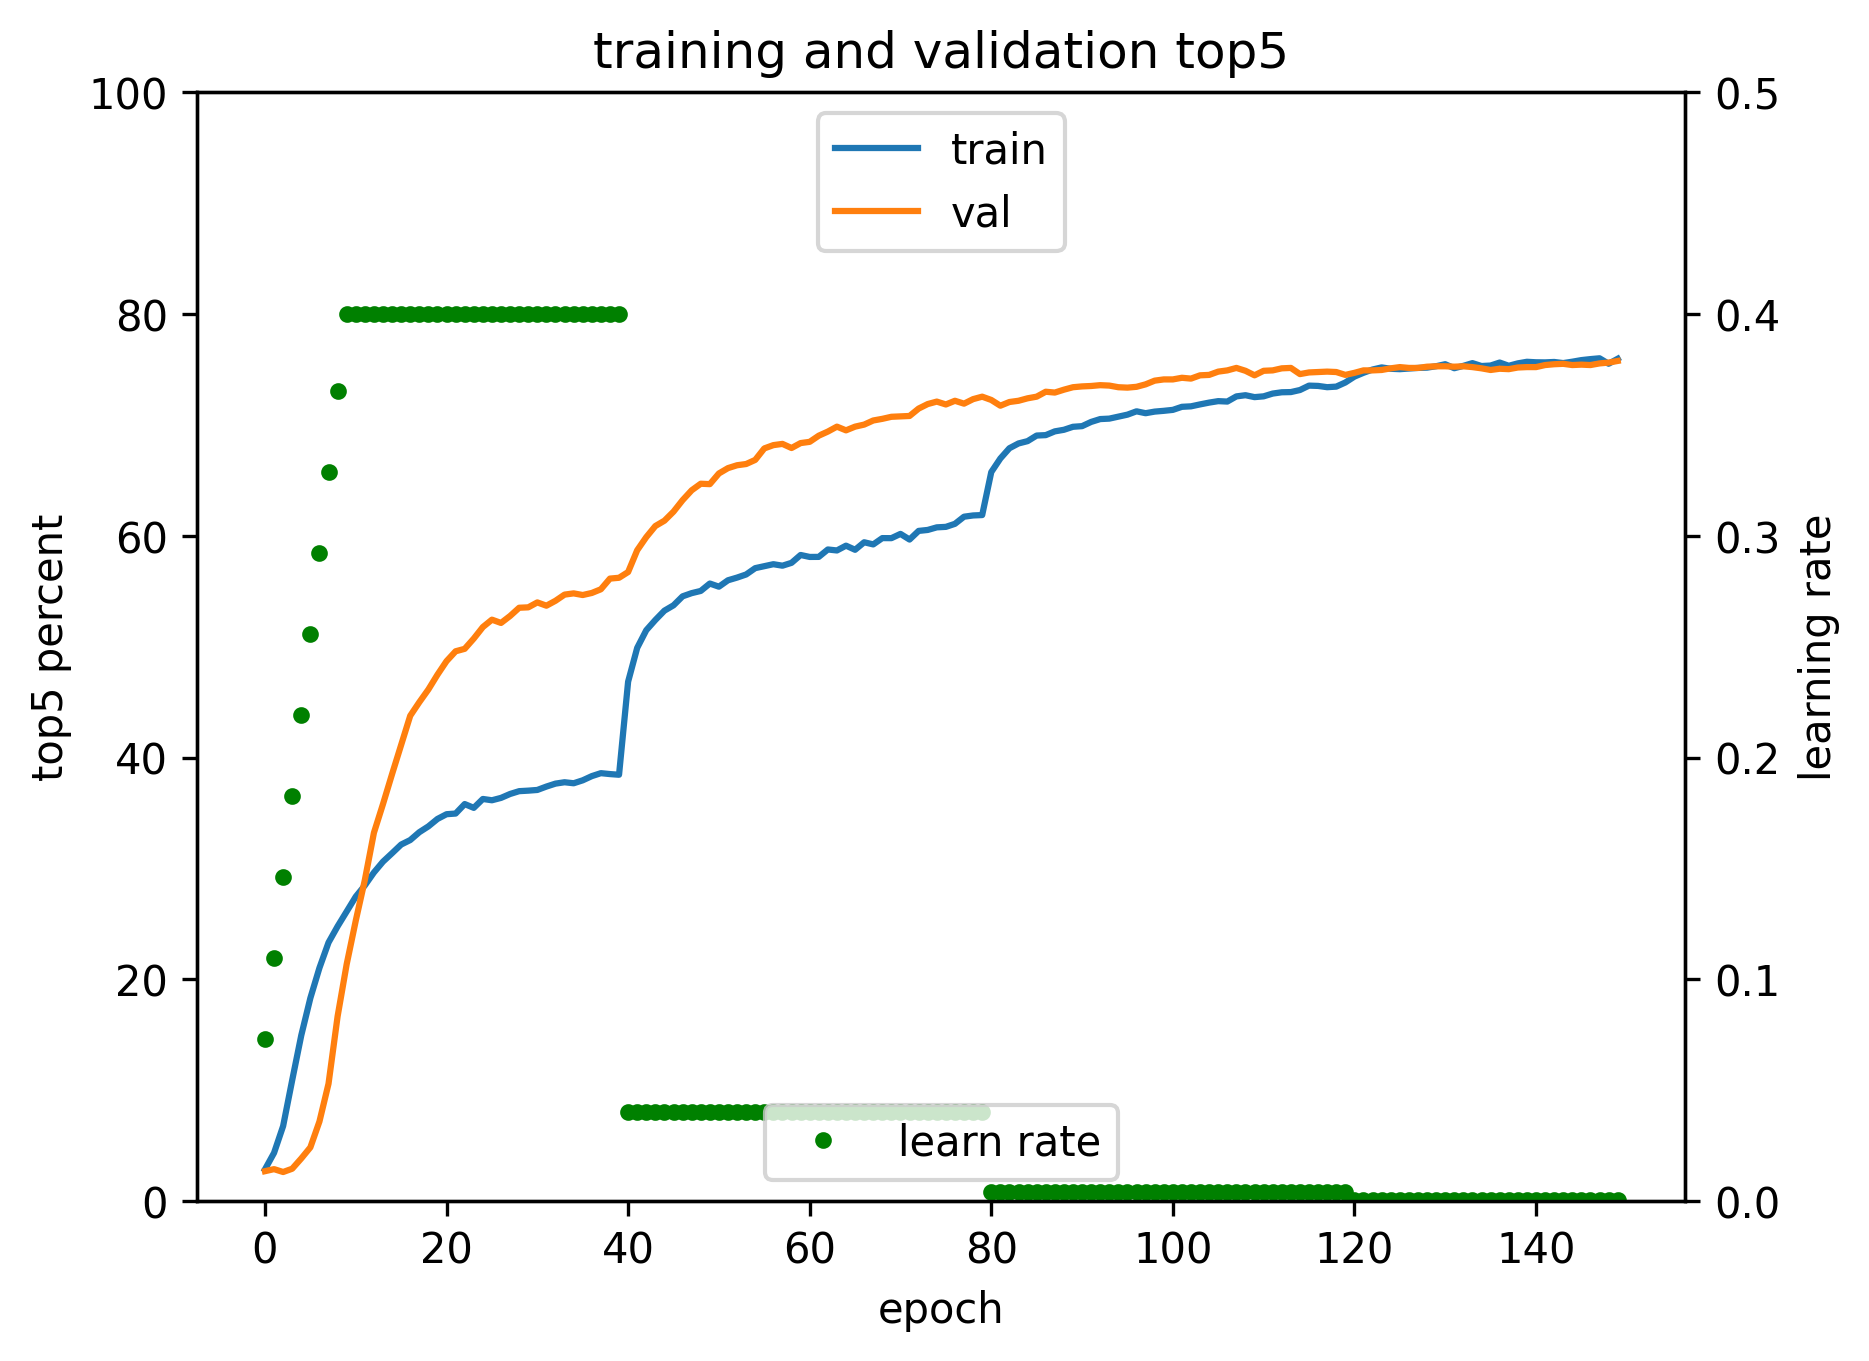 training and validation top5
train
val
learn rate
top5 percent
100
80
60
40
20
0
learning rate
0.5
0.4
0.3
0.2
0.1
0.0
0 20 40 60 80 100 120 140
epoch